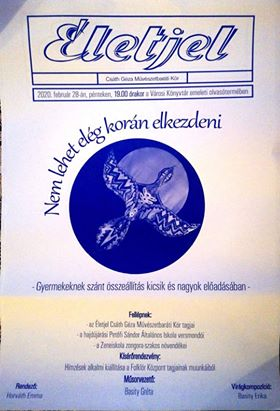 Életjel
Csáth Géza Művészetbaráti Kör
2020. február 28-án, pénteken, 19,00 órakor a Városi Könyvtár emeleti olvasótermében
Nem lehet elég korán elkezdeni
- Gyermekeknek szánt összeállítás kicsik és nagyok előadásában -
Fellépnek:
- az Életjel Csáth Géza Művészetbaráti Kör tagjai
- a hajdújárási Petőfi Sándor Általános Iskola versmondói
- a Zeneiskola zongora-szakos növendékei
Kísérőrendezvény:
Hímzések alkalmi kiállítása a Folklór Központ tagjainak munkáiból
Műsorvezető:
Basity Gréta
Rendező:
Horváth Emma
Virágkompozíció:
Basity Erika